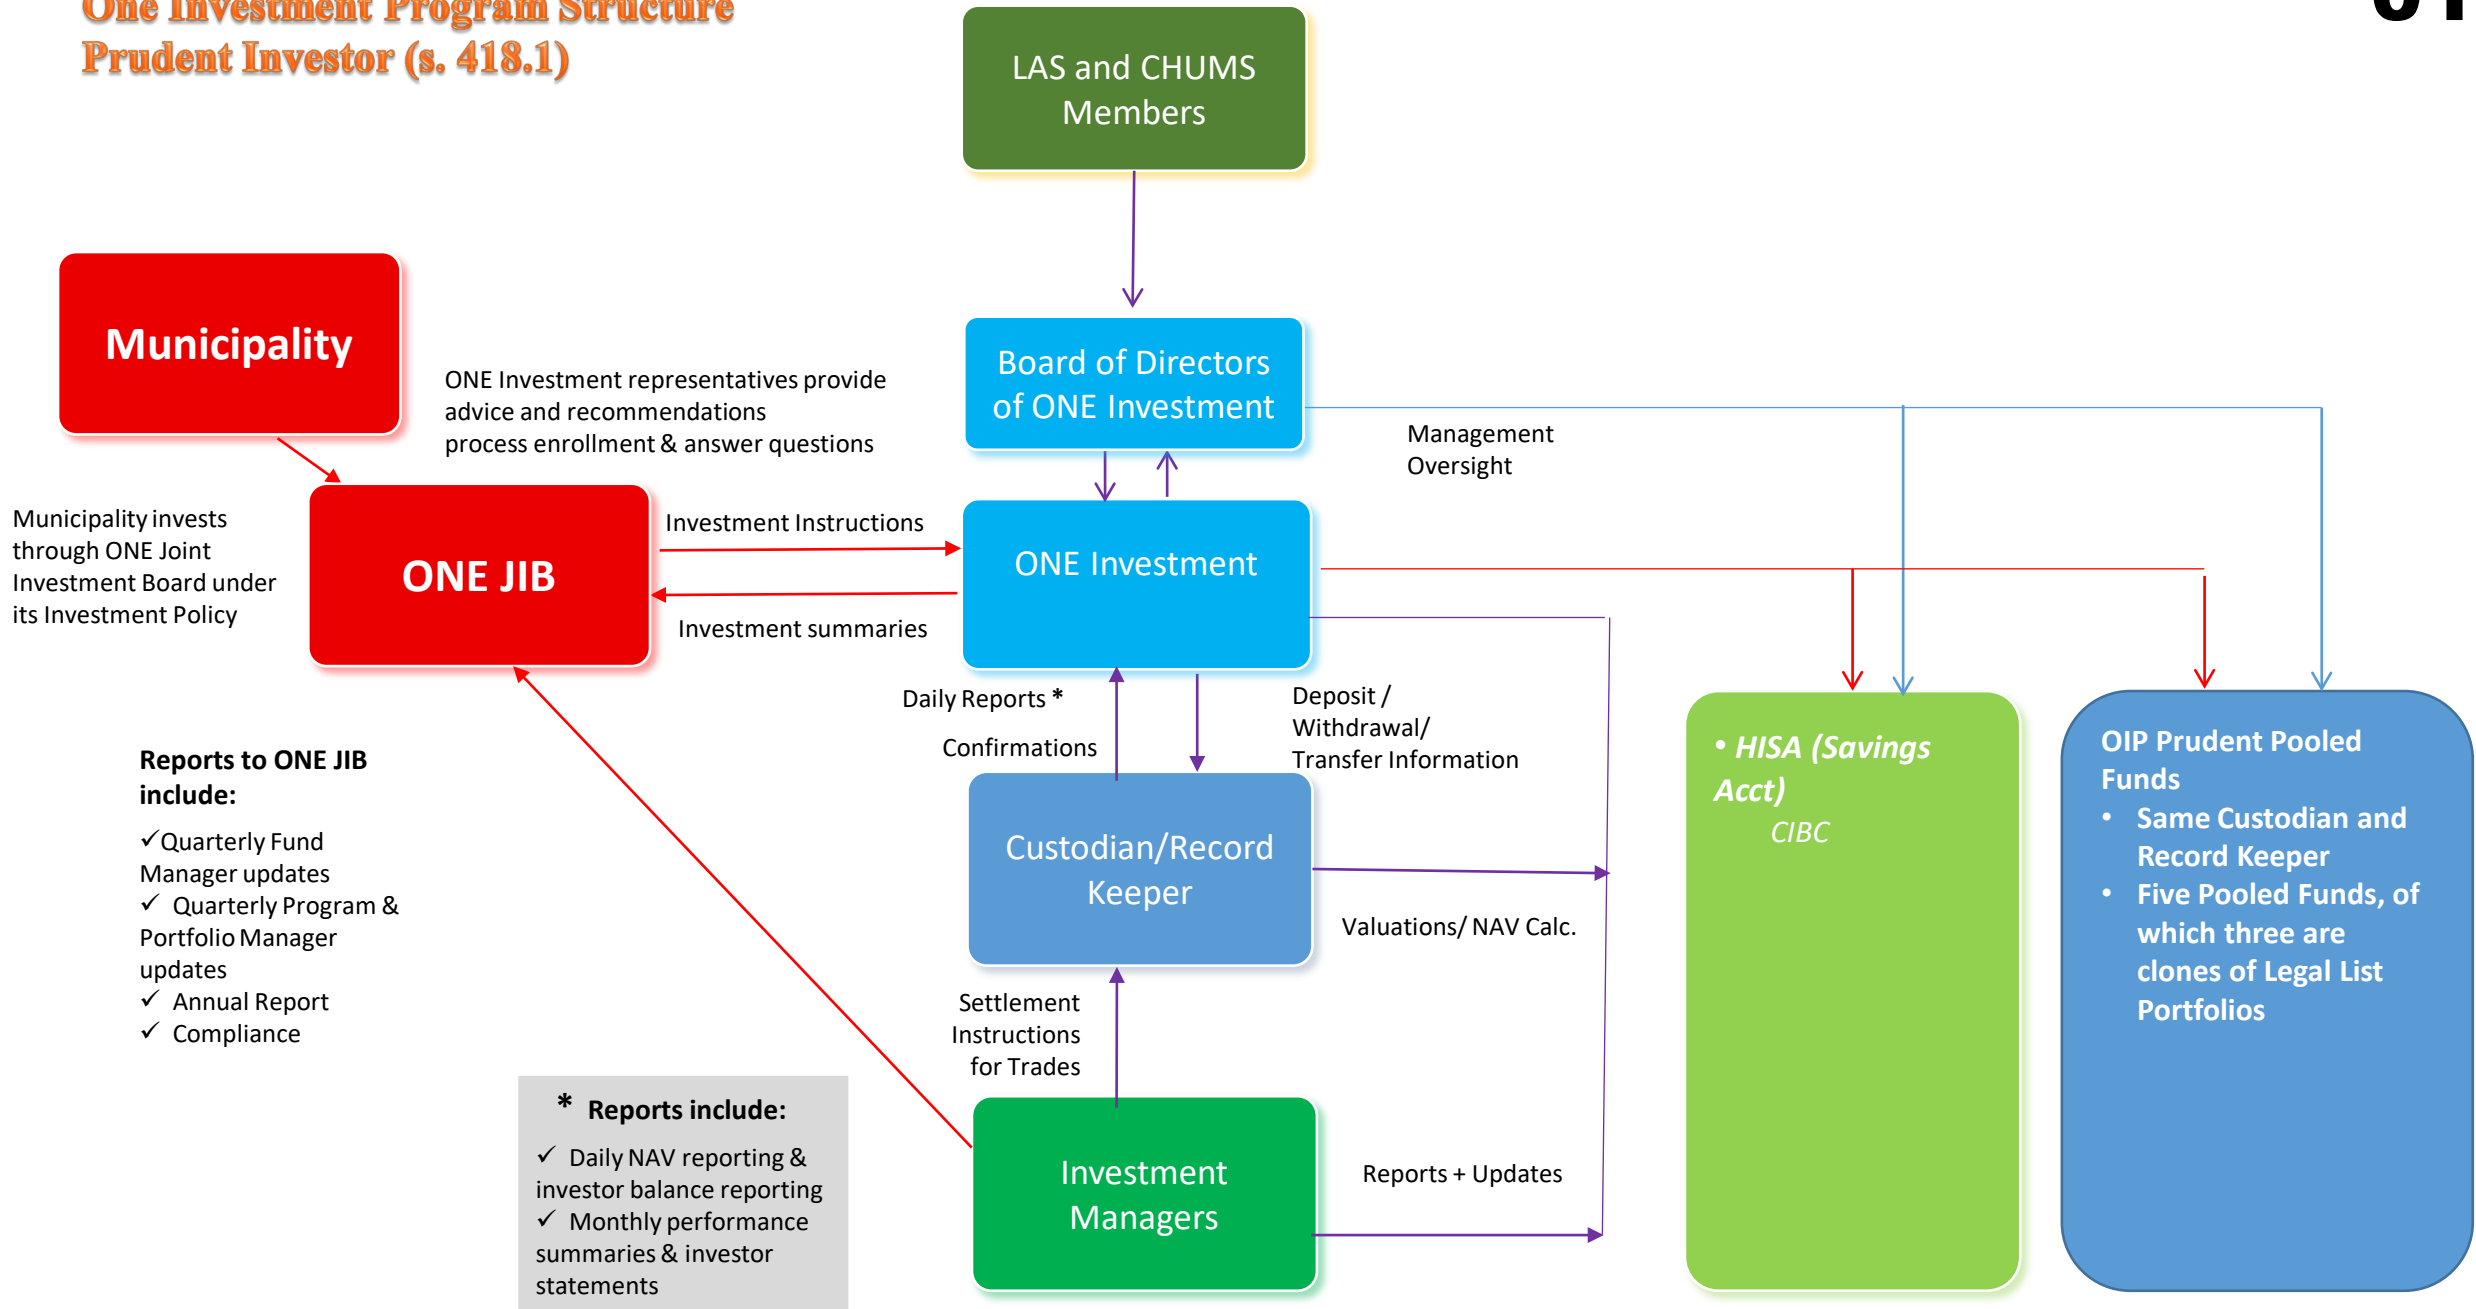 One Investment Program Structure
Prudent Investor (s. 418.1)
LAS and CHUMS
Members
Municipality
ONE Investment representatives provide
advice and recommendations
process enrollment & answer questions
Board of Directors
of ONE Investment
Management
Oversight
Municipality invests
through ONE Joint
Investment Board under
its Investment Policy
ONE JIB
Investment Instructions
Investment summaries
ONE Investment
Daily Reports *
Confirmations
Deposit /
Withdrawal/
Transfer Information
Reports to ONE JIB
include:
✓Quarterly Fund
Manager updates
✓ Quarterly Program &
Portfolio Manager
updates
✓ Annual Report
✓ Compliance
Custodian/Record
Keeper
Valuations/ NAV Calc.
Settlement
Instructions
for Trades
* Reports include:
✓ Daily NAV reporting &
investor balance reporting
✓ Monthly performance
summaries & investor
statements
Investment
Managers
Reports + Updates
• HISA (Savings
Acct)
CIBC
OIP Prudent Pooled
Funds
• Same Custodian and
Record Keeper
• Five Pooled Funds, of
which three are
clones of Legal List
Portfolios